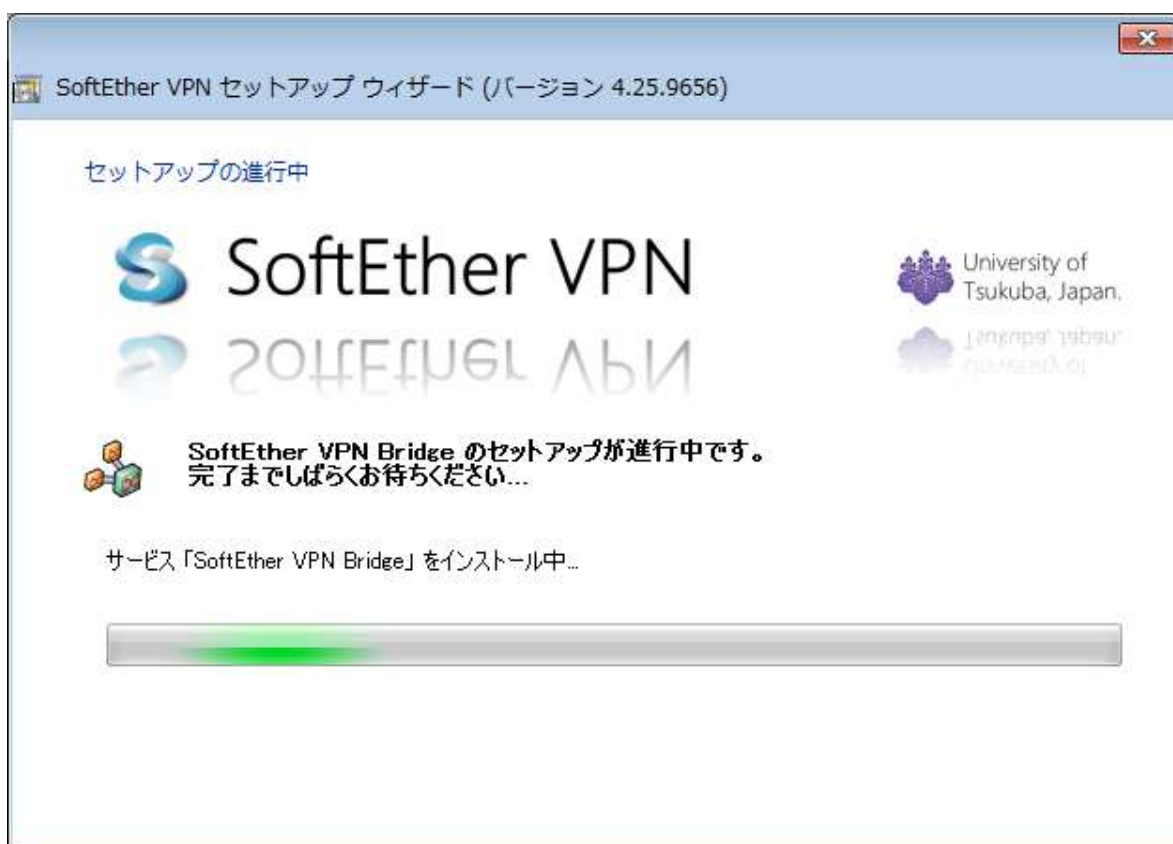 SoftEther VPN セットアップ ウィザード (バージョン 4.25.9656)
セットアップの進行中
SoftEther VPN
University of
Tsukuba, Japan.
SoftEther VPN Bridge のセットアップが進行中です。
完了までしばらくお待ちください...
サービス「SoftEther VPN Bridge」をインストール中...